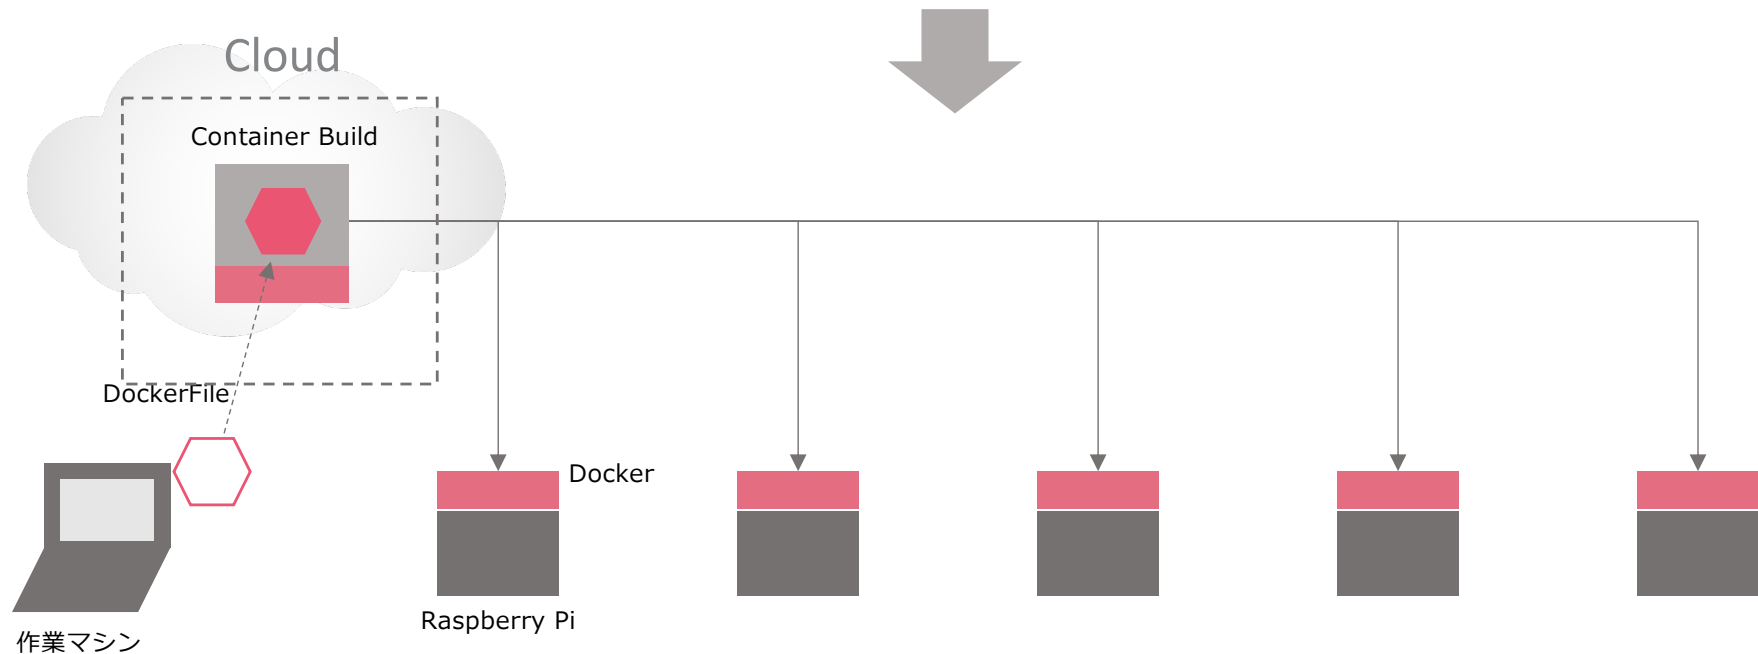 Cloud
Container Build
DockerFile
Docker
Raspberry Pi
作業マシン